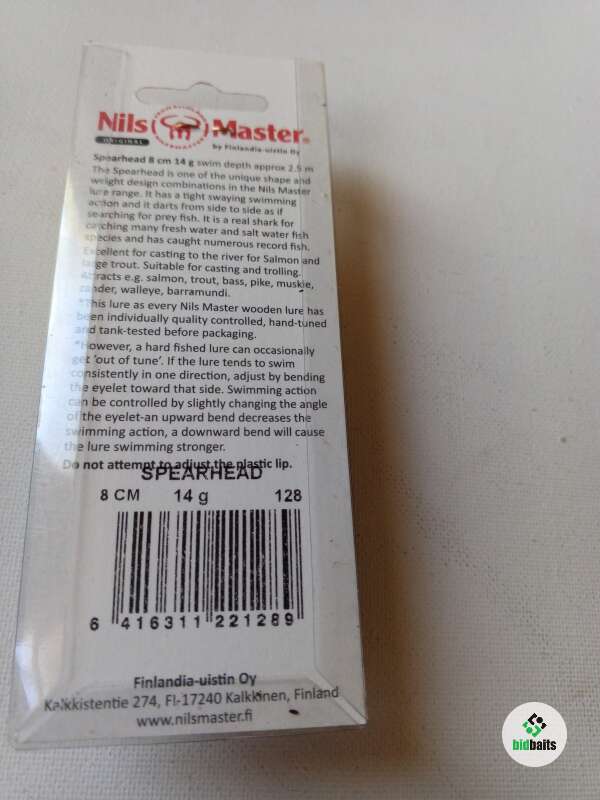 Nils Master®
ORIGINAL
by Finlandia-uistin Oy
Spearhead 8 cm 14 g swim depth approx 2.5 m
The Spearhead is one of the unique shape and
weight design combinations in the Nils Master
lure range. It has a tight swaying swimming
action and it darts from side to side as if
searching for prey fish. It is a real shark for
catching many fresh water and salt water fish
species and has caught numerous record fish.
Excellent for casting to the river for Salmon and
large trout. Suitable for casting and trolling.
Attracts e.g. salmon, trout, bass, pike, muskie,
zander, walleye, barramundi.
*This lure as every Nils Master wooden lure has
been individually quality controlled, hand-tuned
and tank-tested before packaging.
*However, a hard fished lure can occasionally
get 'out of tune'. If the lure tends to swim
consistently in one direction, adjust by bending
the eyelet toward that side. Swimming action
can be controlled by slightly changing the angle
of the eyelet-an upward bend decreases the
swimming action, a downward bend will cause
the lure swimming stronger.
Do not attempt to adjust the plastic lip.
SPEARHEAD
8 CM 14 g 128
6 416311 221289
Finlandia-uistin Oy
Kalkkistentie 274, FI-17240 Kalkkinen, Finland
www.nilsmaster.fi
bidbaits